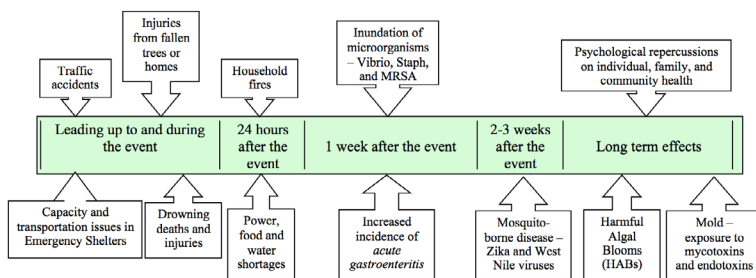 Traffic
accidents
Injuries
from fallen
trees or
homes
Household
fires
Inundation of
microorganisms
– Vibrio, Staph,
and MRSA
Psychological repercussions
on individual, family, and
community health
Leading up to and during
the event
24 hours
after the
event
1 week after the event
2-3 weeks
after the
event
Long term effects
Capacity and
transportation issues in
Emergency Shelters
Drowning
deaths and
injuries
Power,
food and
water
shortages
Increased
incidence of
acute
gastroenteritis
Mosquito-
borne disease –
Zika and West
Nile viruses
Harmful
Algal
Blooms
(HABs)
Mold –
exposure to
mycotoxins and
endotoxins